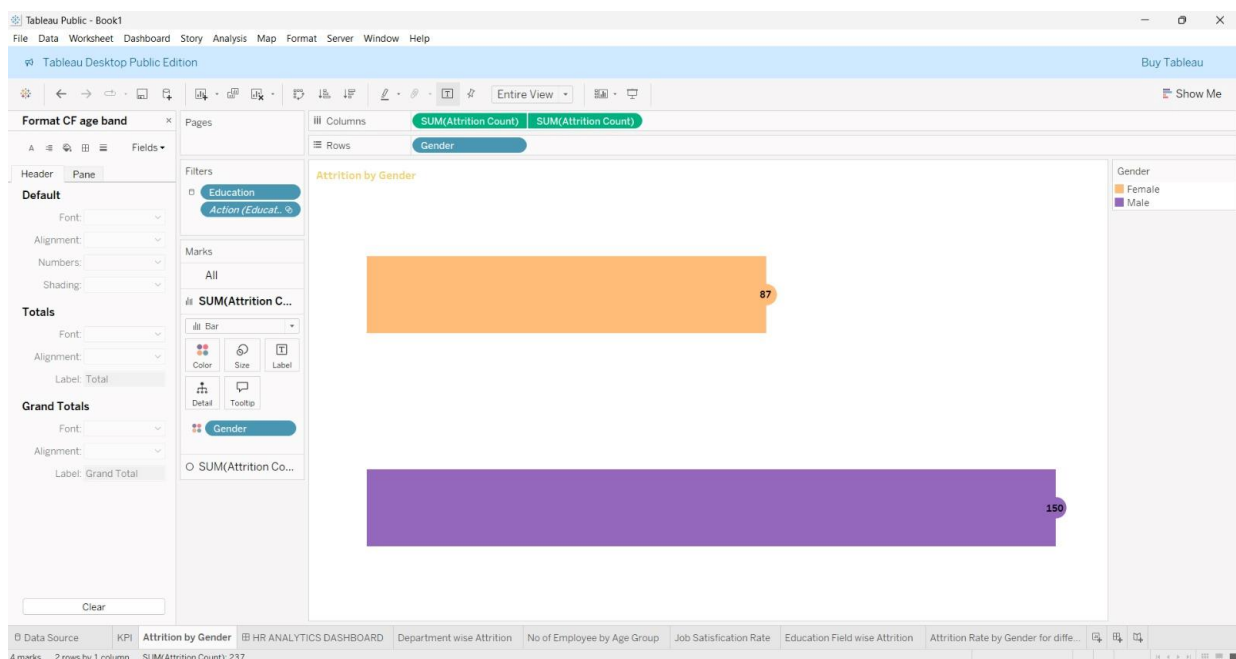 Tableau Public - Book1
File Data Worksheet Dashboard Story Analysis Map Format Server Window Help
Tableau Desktop Public Edition
Buy Tableau
Entire View
Show Me
Format CF age band
Fields
Header Pane
Default
Font:
Alignment:
Numbers:
Shading:
Totals
Font:
Alignment:
Label: Total
Grand Totals
Font:
Alignment:
Label: Grand Total
Clear
Pages
Filters
Education
Action (Educat..
Marks
All
SUM(Attrition C...
Bar
Color Size Label
Detail Tooltip
Gender
SUM(Attrition Co...
Columns SUM(Attrition Count) SUM(Attrition Count)
Rows Gender
Attrition by Gender
87
150
Gender
Female
Male
Data Source KPI Attrition by Gender HR ANALYTICS DASHBOARD Department wise Attrition No of Employee by Age Group Job Satisfication Rate Education Field wise Attrition Attrition Rate by Gender for diffe...
4 marks 2 rows by 1 column SUM(Attrition Count): 237